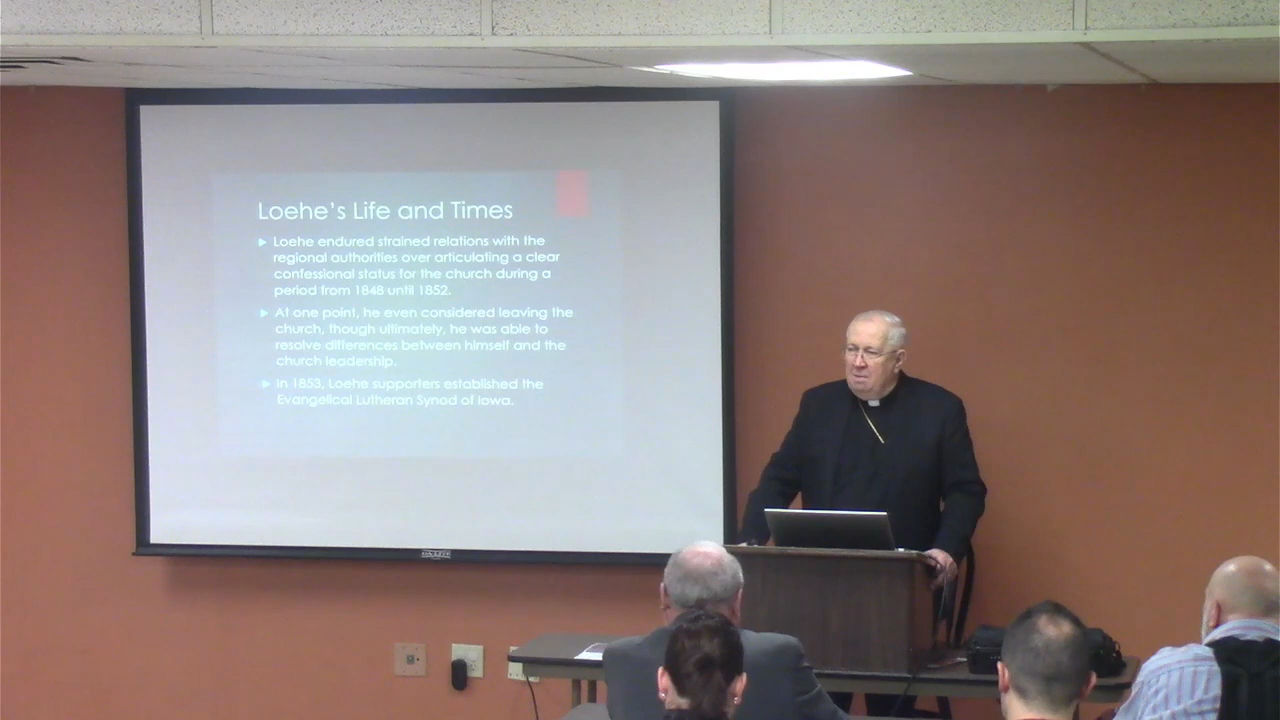 Loehe's Life and Times
Loehe endured strained relations with the
regional authorities over articulating a clear
confessional status for the church during a
period from 1848 until 1852.
At one point, he even considered leaving the
church, though ultimately, he was able to
resolve differences between himself and the
church leadership.
In 1853, Loehe supporters established the
Evangelical Lutheran Synod of Iowa.
DA-LITE